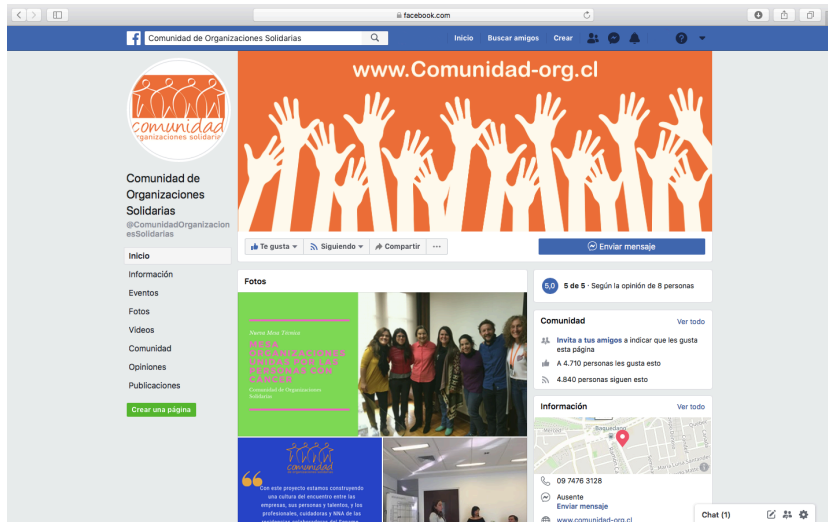 facebook.com
Comunidad de Organizaciones Solidarias
Inicio
Buscar amigos
Crear
www.Comunidad-org.cl
comunidad
organizaciones solidarias
Comunidad de
Organizaciones
Solidarias
@ComunidadOrganizacion
esSolidarias
Inicio
Información
Eventos
Fotos
Videos
Comunidad
Opiniones
Publicaciones
Crear una página
Te gusta
Siguiendo
Compartir
Enviar mensaje
Fotos
Nueva Mesa Técnica
MESA
ORGANIZACIONES
UNIDAS POR LAS
PERSONAS CON
CÁNCER
Comunidad de Organizaciones
Solidarias
comunidad
Con este proyecto estamos construyendo
una cultura del encuentro entre las
empresas, sus personas y talentos, y los
profesionales, cuidadoras y NNA de las
5,0
5 de 5 · Según la opinión de 8 personas
Comunidad
Ver todo
Invita a tus amigos a indicar que les gusta
esta página
A 4.710 personas les gusta esto
4.840 personas siguen esto
Información
Ver todo
Merced
Baquedano
09 7476 3128
Ausente
Enviar mensaje
www.comunidad-org.cl
Chat (1)